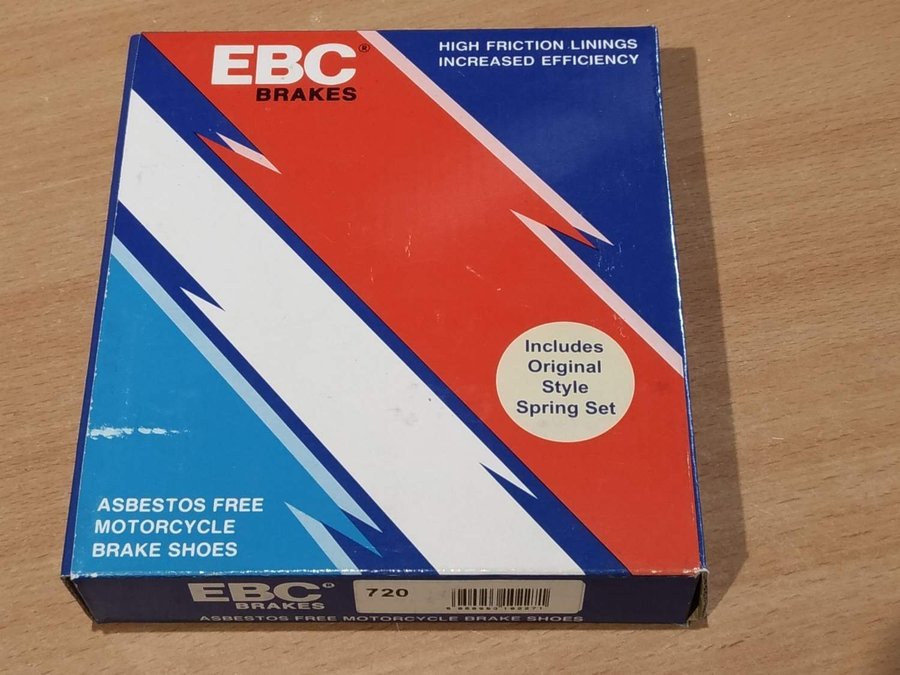 EBC®
BRAKES
HIGH FRICTION LININGS
INCREASED EFFICIENCY
Includes
Original
Style
Spring Set
ASBESTOS FREE
MOTORCYCLE
BRAKE SHOES
EBC®
BRAKES
720
ASBESTOS FREE MOTORCYCLE BRAKE SHOES